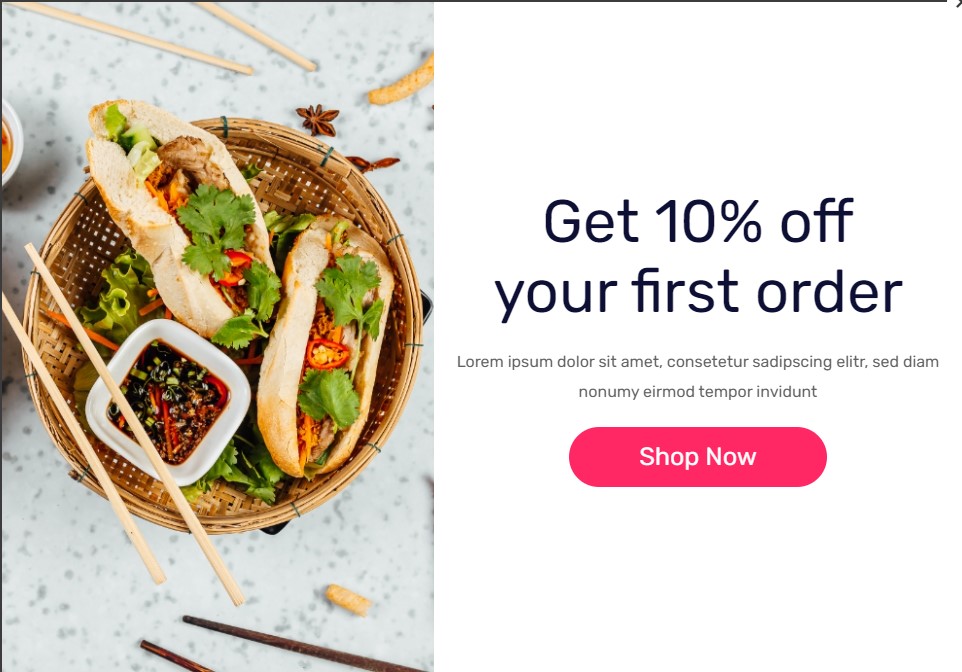 Get 10% off
your first order
Lorem ipsum dolor sit amet, consetetur sadipscing elitr, sed diam
nonumy eirmod tempor invidunt
Shop Now